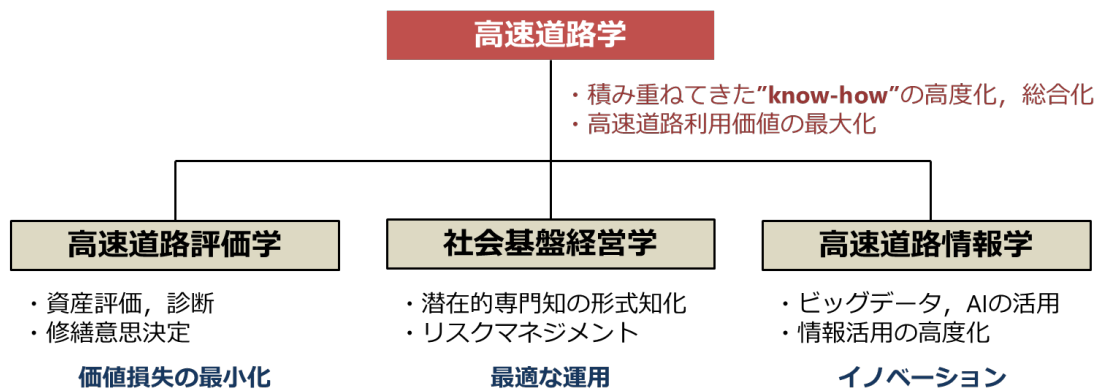 高速道路学
・積み重ねてきた”know-how”の高度化，総合化
・高速道路利用価値の最大化
高速道路評価学
・資産評価，診断
・修繕意思決定
価値損失の最小化
社会基盤経営学
・潜在的専門知の形式知化
・リスクマネジメント
最適な運用
高速道路情報学
・ビッグデータ，AIの活用
・情報活用の高度化
イノベーション